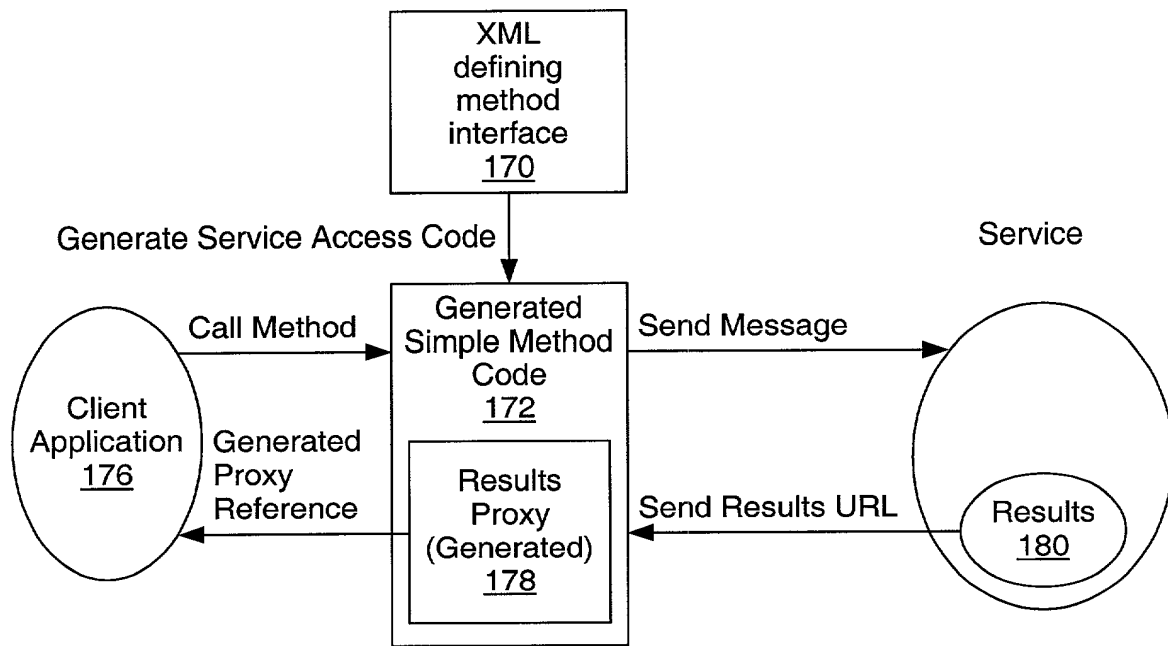 XML
defining
method
interface
170
Generate Service Access Code
Service
Generated
Simple Method
Code
172
Call Method
Send Message
Client
Application
176
Generated
Proxy
Reference
Results
Proxy
(Generated)
178
Send Results URL
Results
180